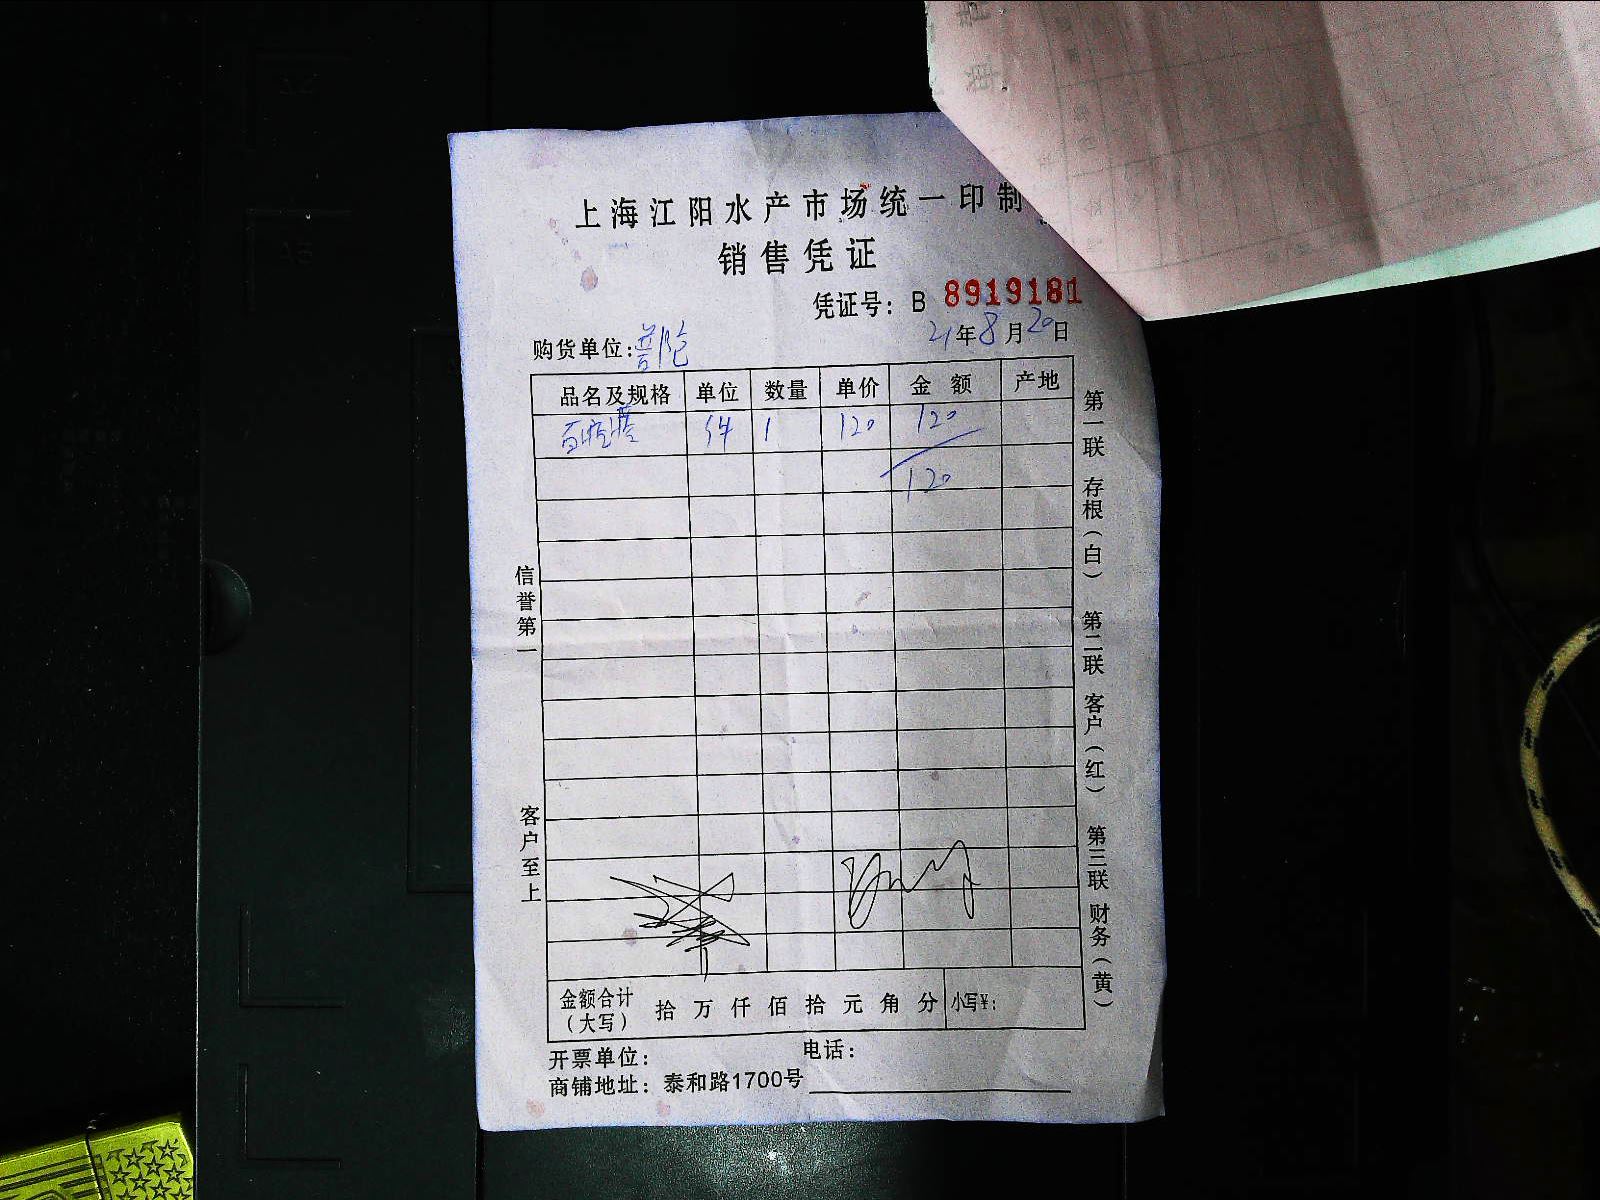 上海江阳水产市场统一印制
销售凭证
凭证号: B 8919181
购货单位: 普陀 21年8月20日
品名及规格 单位 数量 单价 金额 产地
件 1 120 120
120
信誉第一 客户至上
第一联 存根(白) 第二联 客户(红) 第三联 财务(黄)
金额合计(大写) 拾万仟佰拾元角分 小写¥:
开票单位: 电话:
商铺地址: 泰和路1700号